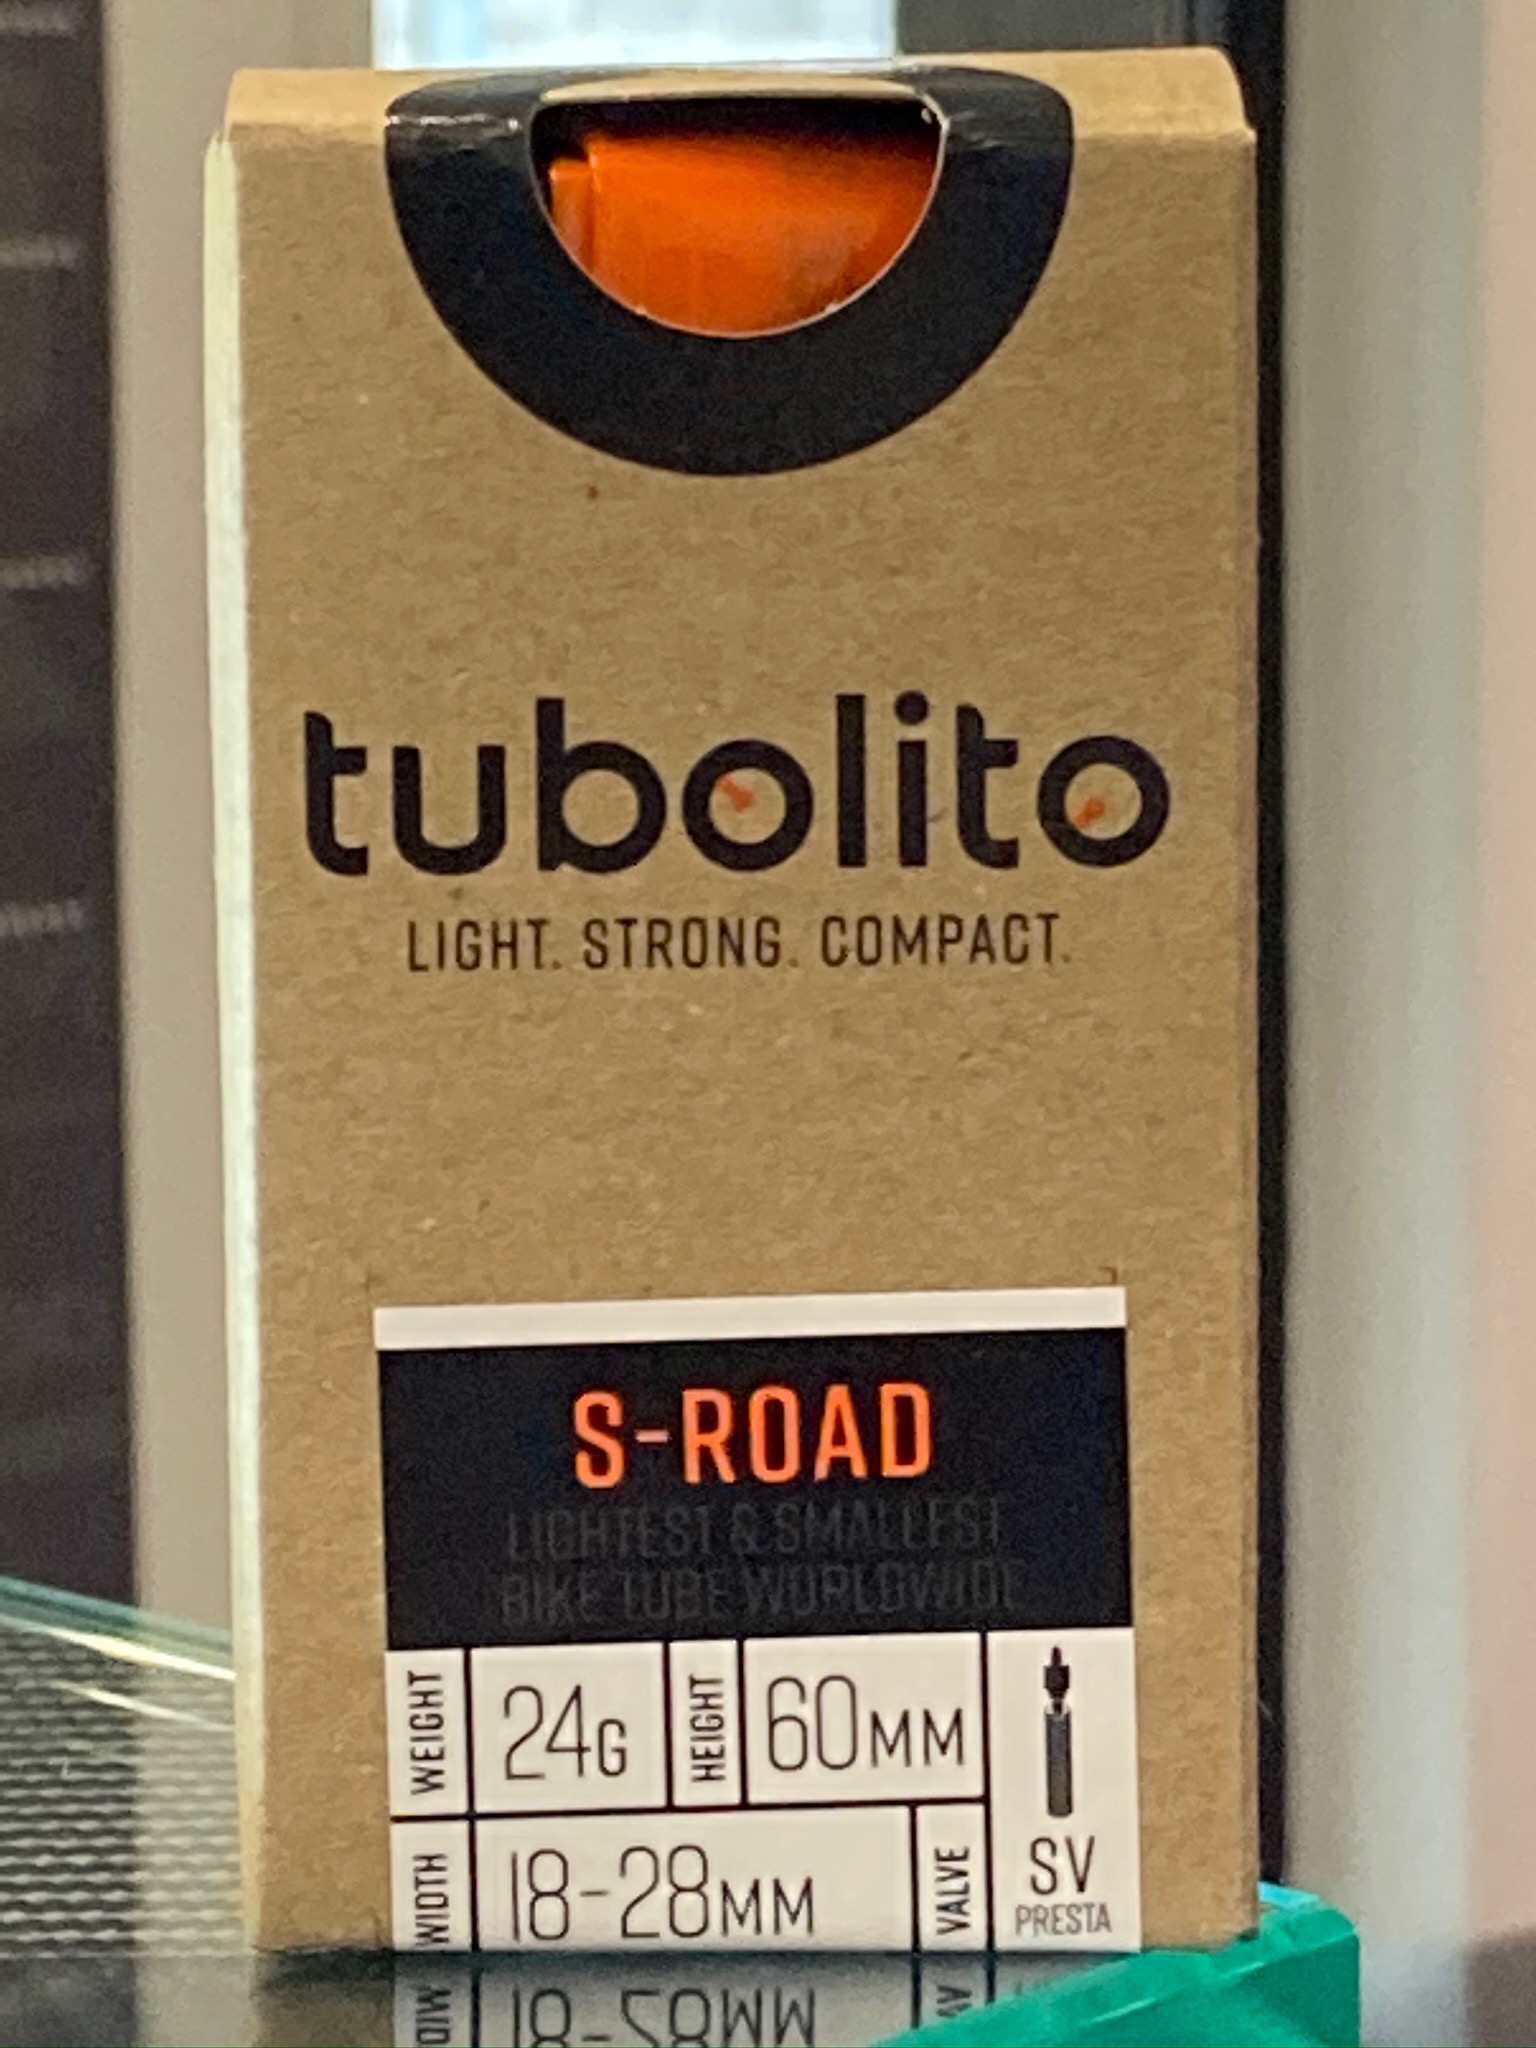 tubolito
LIGHT. STRONG. COMPACT.
S-ROAD
LIGHTEST & SMALLEST
BIKE TUBE WORLDWIDE
WEIGHT 24G HEIGHT 60MM
WIDTH 18-28MM VALVE SV
PRESTA